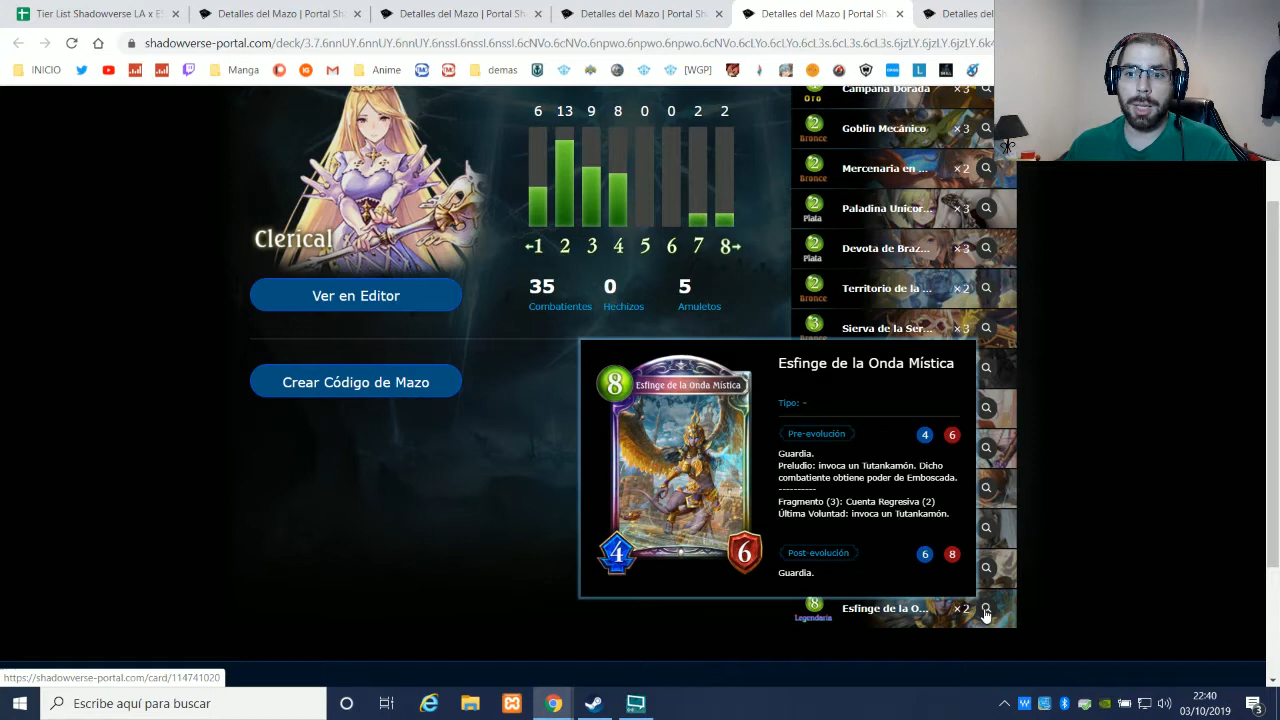 Tier List Shadowverse LA x E
Detalles del Mazo | Portal Sh
Detalles del Mazo | Portal Sh
Detalles del Mazo | Portal Sh
Detalles del Mazo | Portal Sh
Detalles del
shadowverse-portal.com/deck/3.7.6nnUY.6nnUY.6nnUY.6nssI.6nssI.6nssI.6cNVo.6cNVo.6npwo.6npwo.6npwo.6cNVo.6cLYo.6cLYo.6cLYo.6cL3s.6cL3s.6cL3s.6jzLY.6jzLY.6jzLY.6k
INICIO
Manga
IG
Anime
demas
[WGP]
Clerical
6 13 9 8 0 0 2 2
←1 2 3 4 5 6 7 8→
35 0 5
Combatientes Hechizos Amuletos
Ver en Editor
Crear Código de Mazo
Oro
Campana Dorada ×3
2 Bronce
Goblin Mecánico ×3
2 Bronce
Mercenaria en ... ×2
2 Plata
Paladina Unicor... ×3
2 Plata
Devota de Braz... ×3
2 Bronce
Territorio de la ... ×2
3 Bronce
Sierva de la Ser... ×3
8
Esfinge de la Onda Mística
4
6
Esfinge de la Onda Mística
Tipo: -
Pre-evolución 4 6
Guardia.
Preludio: invoca un Tutankamón. Dicho
combatiente obtiene poder de Emboscada.
----------
Fragmento (3): Cuenta Regresiva (2)
Última Voluntad: invoca un Tutankamón.
Post-evolución 6 8
Guardia.
8 Legendaria
Esfinge de la O... ×2
https://shadowverse-portal.com/card/114741020
Escribe aquí para buscar
22:40
03/10/2019
3